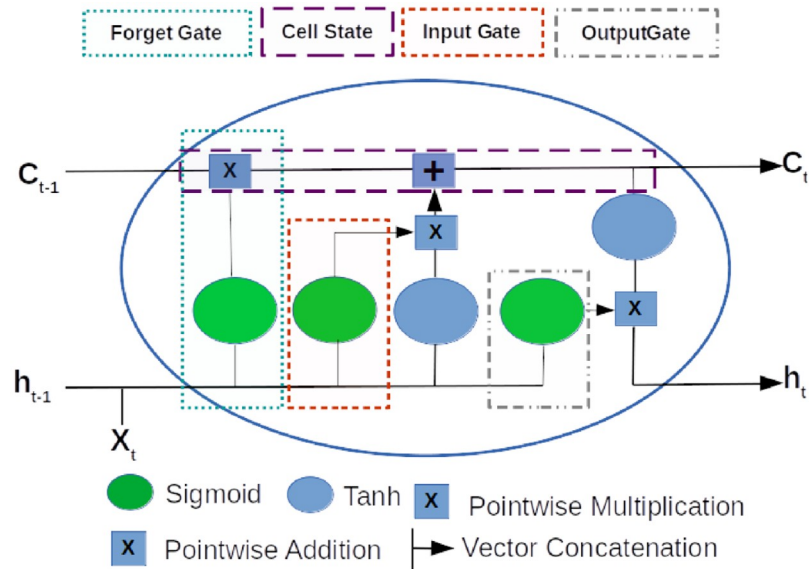 Forget Gate Cell State Input Gate OutputGate
C t-1 X + C t
X
X
h t-1 h t
X t
Sigmoid Tanh X Pointwise Multiplication
X Pointwise Addition Vector Concatenation